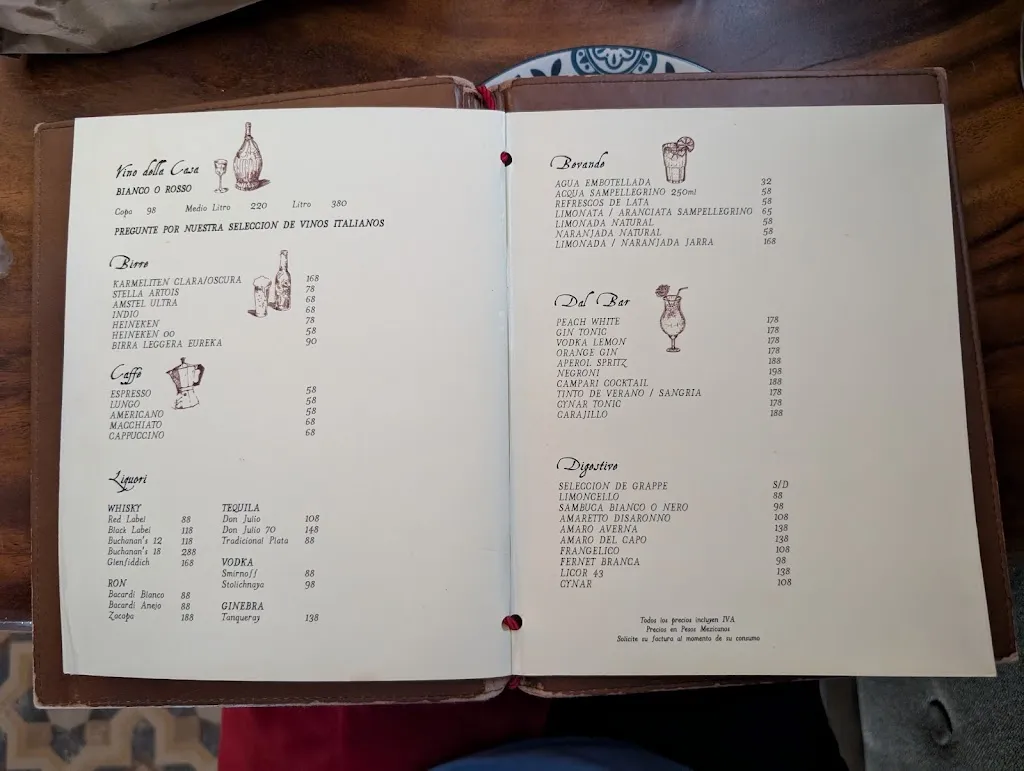 Vino della Casa
BIANCO O ROSSO
Copa 98 Medio Litro 220 Litro 380
PREGUNTE POR NUESTRA SELECCION DE VINOS ITALIANOS
Birre
KARMELITEN CLARA/OSCURA 168
STELLA ARTOIS 78
AMSTEL ULTRA 68
INDIO 68
HEINEKEN 78
HEINEKEN 00 58
BIRRA LEGGERA EUREKA 90
Caffé
ESPRESSO 58
LUNGO 58
AMERICANO 58
MACCHIATO 68
CAPPUCCINO 68
Liquori
WHISKY
Red Label 88
Black Label 118
Buchanan's 12 118
Buchanan's 18 288
Glenfiddich 168
RON
Bacardi Blanco 88
Bacardi Anejo 88
Zacapa 188
TEQUILA
Don Julio 108
Don Julio 70 148
Tradicional Plata 88
VODKA
Smirnoff 88
Stolichnaya 98
GINEBRA
Tanqueray 138
Bevande
AGUA EMBOTELLADA 32
ACQUA SAMPELLEGRINO 250ml 58
REFRESCOS DE LATA 58
LIMONATA / ARANCIATA SAMPELLEGRINO 65
LIMONADA NATURAL 58
NARANJADA NATURAL 58
LIMONADA / NARANJADA JARRA 168
Dal Bar
PEACH WHITE 178
GIN TONIC 178
VODKA LEMON 178
ORANGE GIN 178
APEROL SPRITZ 188
NEGRONI 198
CAMPARI COCKTAIL 188
TINTO DE VERANO / SANGRIA 178
CYNAR TONIC 178
CARAJILLO 188
Digestivo
SELECCION DE GRAPPE S/D
LIMONCELLO 88
SAMBUCA BIANCO O NERO 98
AMARETTO DISARONNO 108
AMARO AVERNA 138
AMARO DEL CAPO 138
FRANGELICO 108
FERNET BRANCA 98
LICOR 43 138
CYNAR 108
Todos los precios incluyen IVA
Precios en Pesos Mexicanos
Solicite su factura al momento de su consumo